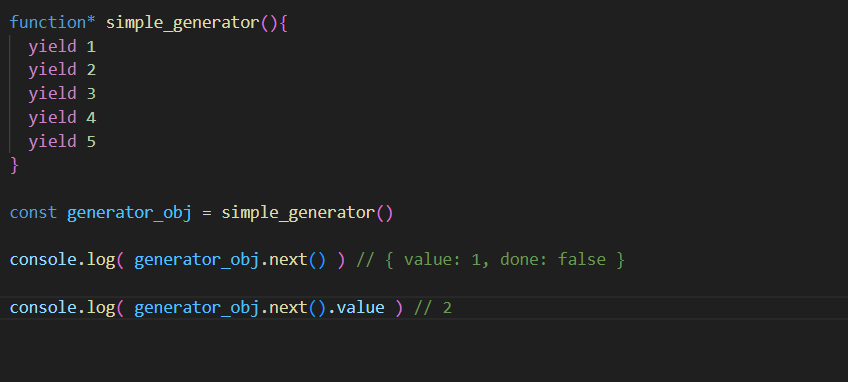 function* simple_generator(){
yield 1
yield 2
yield 3
yield 4
yield 5
}
const generator_obj = simple_generator()
console.log( generator_obj.next() ) // { value: 1, done: false }
console.log( generator_obj.next().value ) // 2